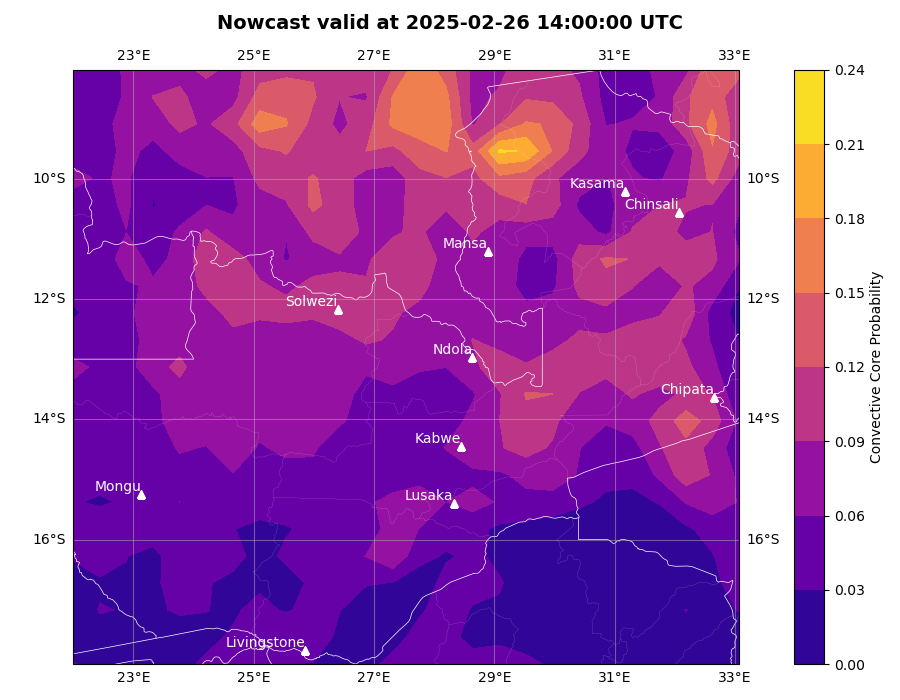 Nowcast valid at 2025-02-26 14:00:00 UTC
23°E 25°E 27°E 29°E 31°E 33°E
0.24
0.21
0.18
0.15
0.12
0.09
0.06
0.03
0.00
Convective Core Probability
10°S 10°S
12°S 12°S
14°S 14°S
16°S 16°S
Kasama
Chinsali
Mansa
Solwezi
Ndola
Chipata
Kabwe
Mongu
Lusaka
Livingstone
23°E 25°E 27°E 29°E 31°E 33°E